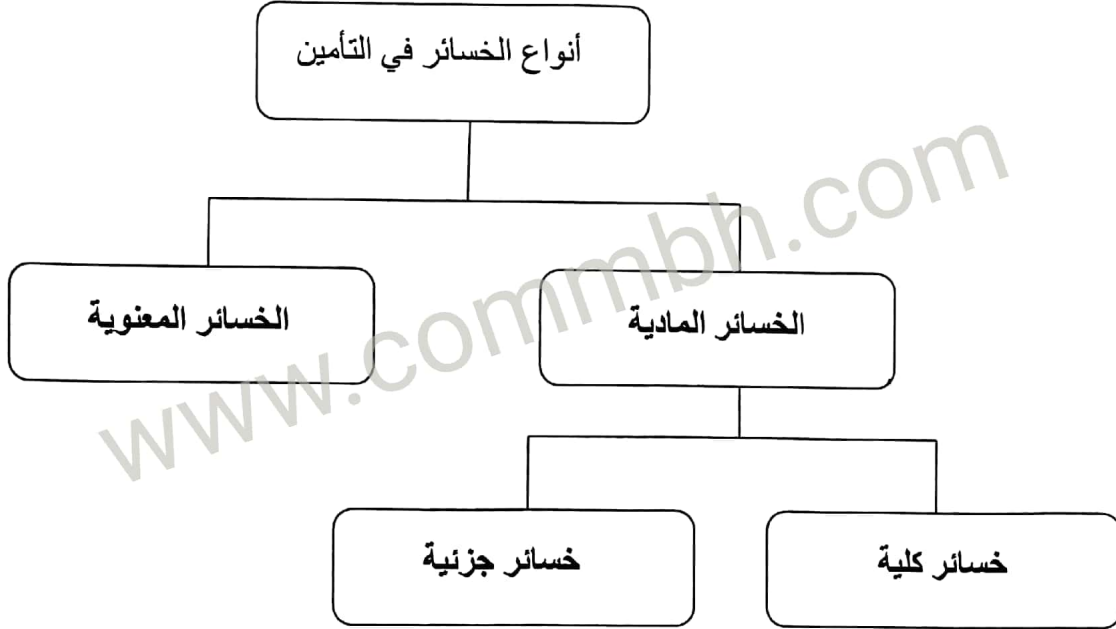 أنواع الخسائر في التأمين
الخسائر المادية
الخسائر المعنوية
خسائر كلية
خسائر جزئية
www.commbh.com